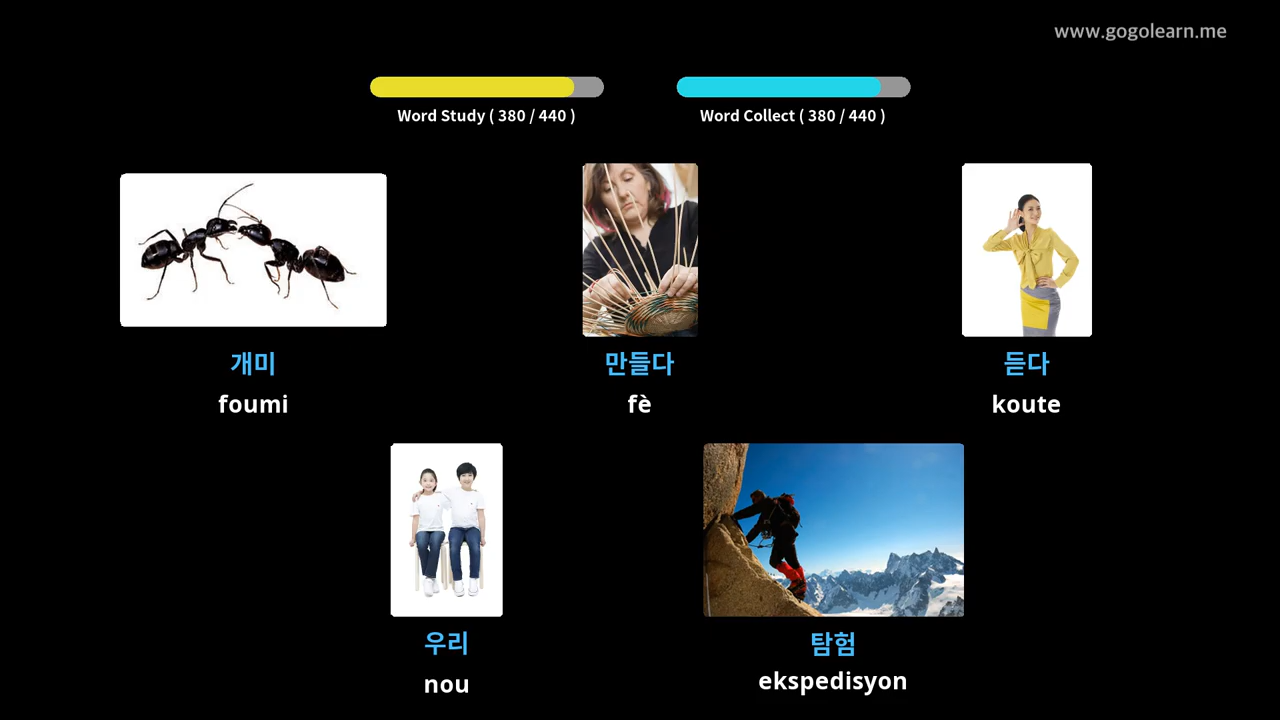 www.gogolearn.me
Word Study ( 380 / 440 )
Word Collect ( 380 / 440 )
개미
foumi
만들다
fè
듣다
koute
우리
nou
탐험
ekspedisyon